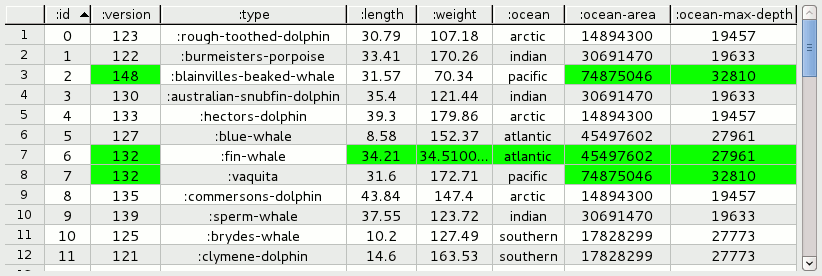 :id :version :type :length :weight :ocean :ocean-area :ocean-max-depth
1 0 123 :rough-toothed-dolphin 30.79 107.18 arctic 14894300 19457
2 1 122 :burmeisters-porpoise 33.41 170.26 indian 30691470 19633
3 2 148 :blainvilles-beaked-whale 31.57 70.34 pacific 74875046 32810
4 3 130 :australian-snubfin-dolphin 35.4 121.44 indian 30691470 19633
5 4 133 :hectors-dolphin 39.3 179.86 arctic 14894300 19457
6 5 127 :blue-whale 8.58 152.37 atlantic 45497602 27961
7 6 132 :fin-whale 34.21 34.5100... atlantic 45497602 27961
8 7 132 :vaquita 31.6 172.71 pacific 74875046 32810
9 8 135 :commersons-dolphin 43.84 147.4 arctic 14894300 19457
10 9 139 :sperm-whale 37.55 123.72 indian 30691470 19633
11 10 125 :brydes-whale 10.2 127.49 southern 17828299 27773
12 11 121 :clymene-dolphin 14.6 163.53 southern 17828299 27773